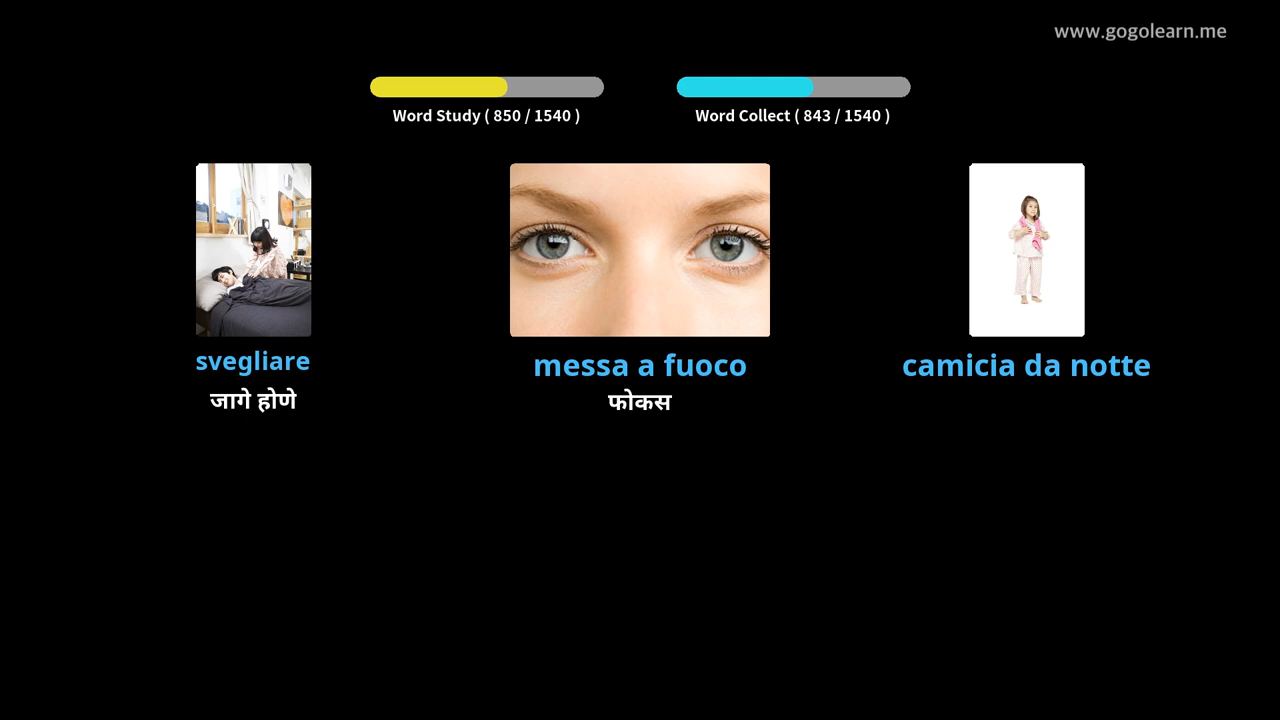 www.gogolearn.me
Word Study ( 850 / 1540 )
Word Collect ( 843 / 1540 )
svegliare
जागे होणे
messa a fuoco
फोकस
camicia da notte